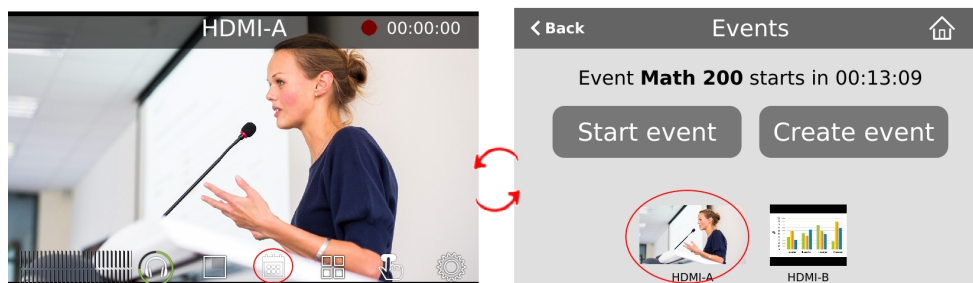 HDMI-A
00:00:00
Back
Events
Event Math 200 starts in 00:13:09
Start event
Create event
HDMI-A
HDMI-B